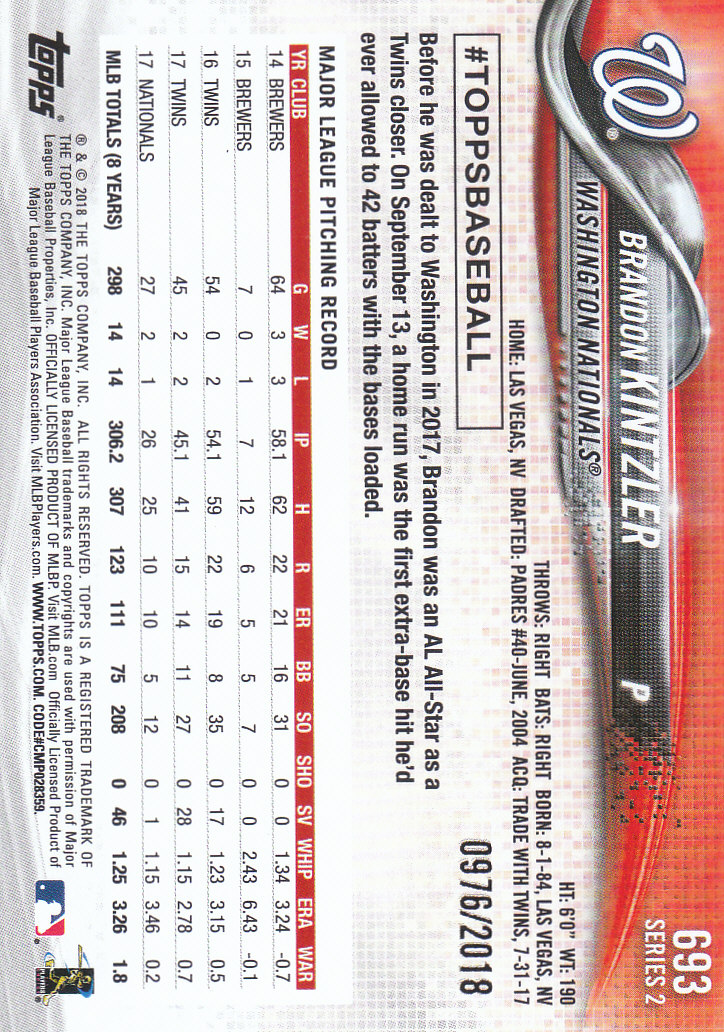 693
SERIES 2
W®
BRANDON KINTZLER P
WASHINGTON NATIONALS®
HT: 6'0" WT: 190
THROWS: RIGHT BATS: RIGHT BORN: 8-1-84, LAS VEGAS, NV
HOME: LAS VEGAS, NV DRAFTED: PADRES #40-JUNE, 2004 ACQ: TRADE WITH TWINS, 7-31-17
#TOPPSBASEBALL
0976/2018
Before he was dealt to Washington in 2017, Brandon was an AL All-Star as a
Twins closer. On September 13, a home run was the first extra-base hit he'd
ever allowed to 42 batters with the bases loaded.
MAJOR LEAGUE PITCHING RECORD
YR CLUB G W L IP H R ER BB SO SHO SV WHIP ERA WAR
14 BREWERS 64 3 3 58.1 62 22 21 16 31 0 0 1.34 3.24 -0.7
15 BREWERS 7 0 1 7 12 6 5 5 7 0 0 2.43 6.43 -0.1
16 TWINS 54 0 2 54.1 59 22 19 8 35 0 17 1.23 3.15 0.5
17 TWINS 45 2 2 45.1 41 15 14 11 27 0 28 1.15 2.78 0.7
17 NATIONALS 27 2 1 26 25 10 10 5 12 0 1 1.15 3.46 0.2
MLB TOTALS (8 YEARS) 298 14 14 306.2 307 123 111 75 208 0 46 1.25 3.26 1.8
topps®
® & © 2018 THE TOPPS COMPANY, INC. ALL RIGHTS RESERVED. TOPPS IS A REGISTERED TRADEMARK OF
THE TOPPS COMPANY, INC. Major League Baseball trademarks and copyrights are used with permission of Major
League Baseball Properties, Inc. OFFICIALLY LICENSED PRODUCT OF MLBP. Visit MLB.com Officially Licensed Product of
Major League Baseball Players Association. Visit MLBPlayers.com. WWW.TOPPS.COM. CODE#CMP028359.
PLAYERS